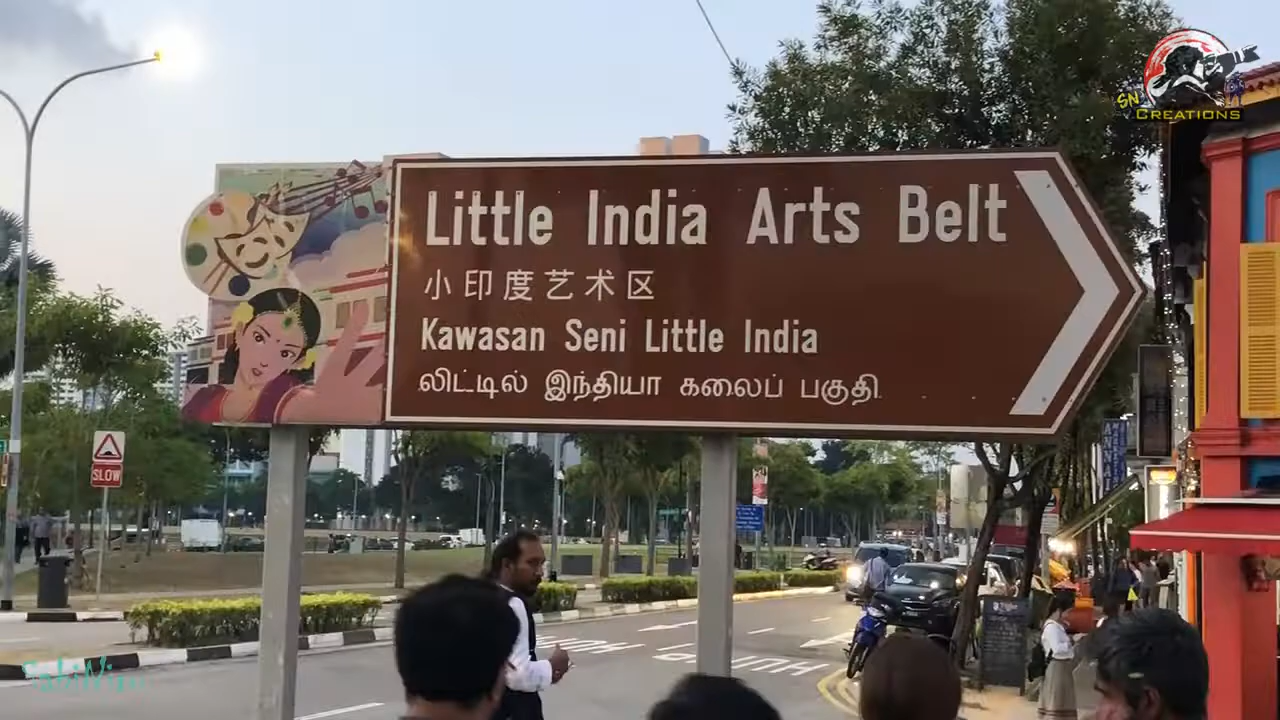 Little India Arts Belt
小印度艺术区
Kawasan Seni Little India
லிட்டில் இந்தியா கலைப் பகுதி
SN
CREATIONS
SLOW
HUMP